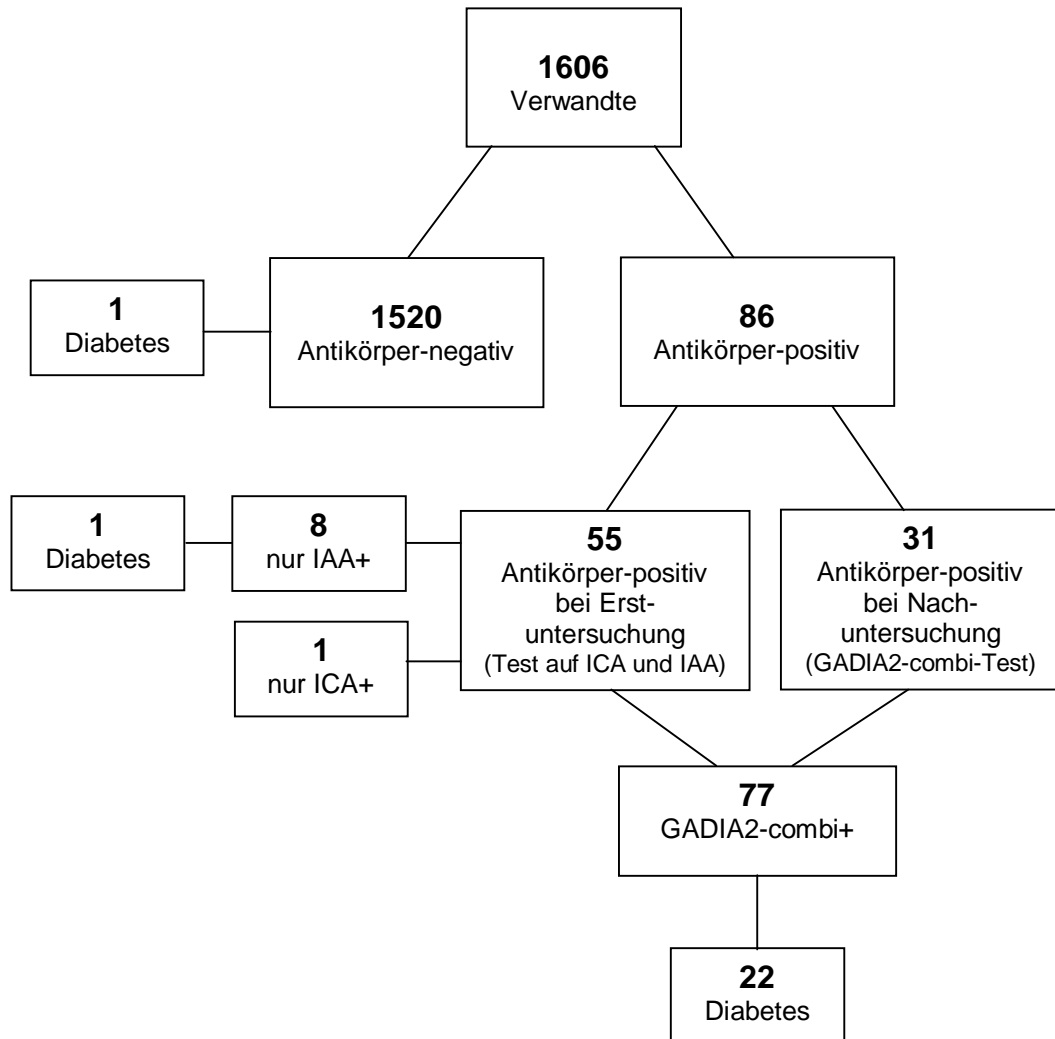 1606
Verwandte
1
Diabetes
1520
Antikörper-negativ
86
Antikörper-positiv
1
Diabetes
8
nur IAA+
1
nur ICA+
55
Antikörper-positiv
bei Erst-
untersuchung
(Test auf ICA und IAA)
31
Antikörper-positiv
bei Nach-
untersuchung
(GADIA2-combi-Test)
77
GADIA2-combi+
22
Diabetes